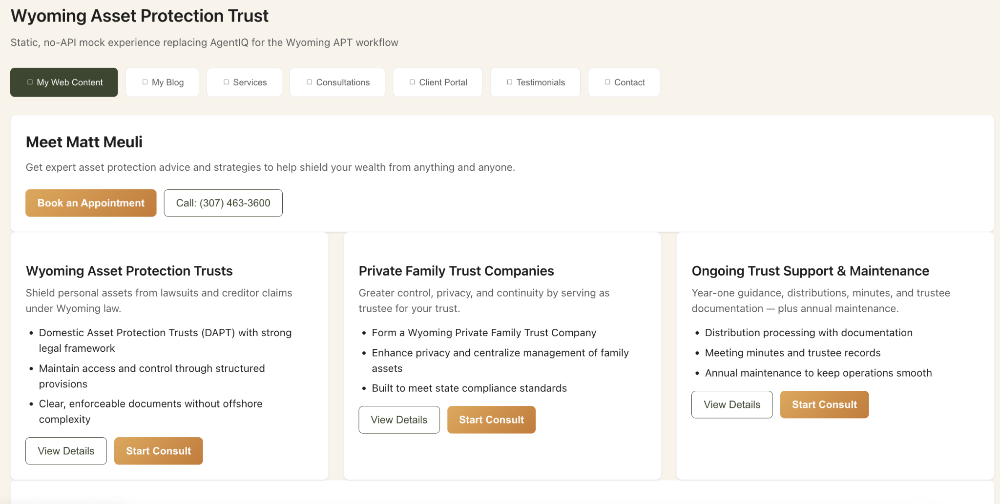 Wyoming Asset Protection Trust
Static, no-API mock experience replacing AgentIQ for the Wyoming APT workflow
My Web Content
My Blog
Services
Consultations
Client Portal
Testimonials
Contact
Meet Matt Meuli
Get expert asset protection advice and strategies to help shield your wealth from anything and anyone.
Book an Appointment
Call: (307) 463-3600
Wyoming Asset Protection Trusts
Shield personal assets from lawsuits and creditor claims
under Wyoming law.
• Domestic Asset Protection Trusts (DAPT) with strong
legal framework
• Maintain access and control through structured
provisions
• Clear, enforceable documents without offshore
complexity
View Details
Start Consult
Private Family Trust Companies
Greater control, privacy, and continuity by serving as
trustee for your trust.
• Form a Wyoming Private Family Trust Company
• Enhance privacy and centralize management of family
assets
• Built to meet state compliance standards
View Details
Start Consult
Ongoing Trust Support & Maintenance
Year-one guidance, distributions, minutes, and trustee
documentation — plus annual maintenance.
• Distribution processing with documentation
• Meeting minutes and trustee records
• Annual maintenance to keep operations smooth
View Details
Start Consult